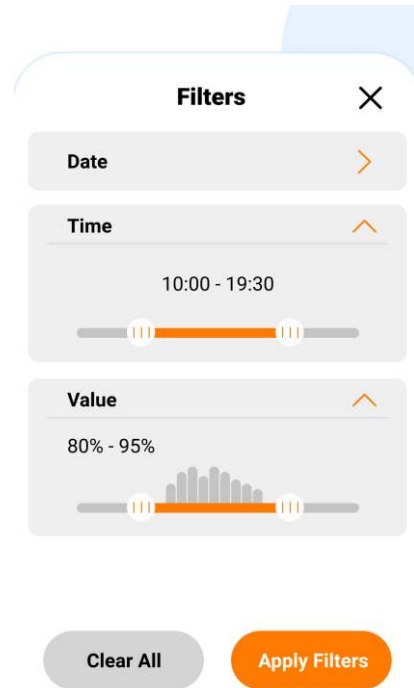 Filters
Date
Time
10:00 - 19:30
Value
80% - 95%
Clear All
Apply Filters